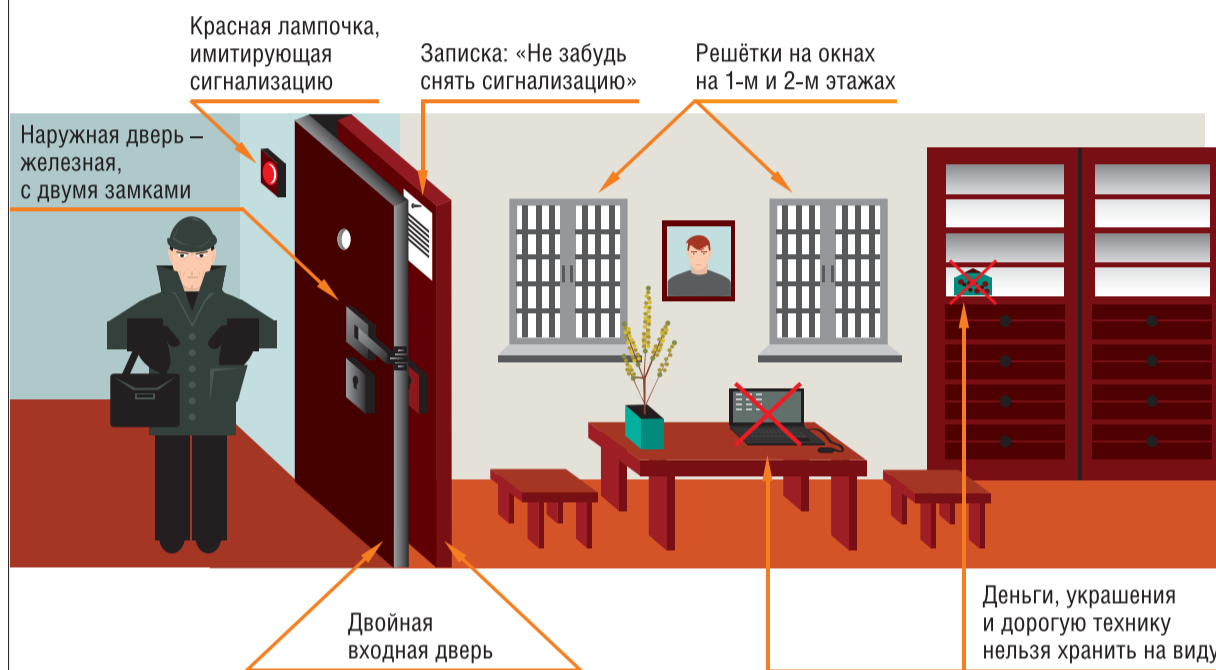 Красная лампочка,
имитирующая
сигнализацию
Записка: «Не забудь
снять сигнализацию»
Решётки на окнах
на 1-м и 2-м этажах
Наружная дверь –
железная,
с двумя замками
Двойная
входная дверь
Деньги, украшения
и дорогую технику
нельзя хранить на виду